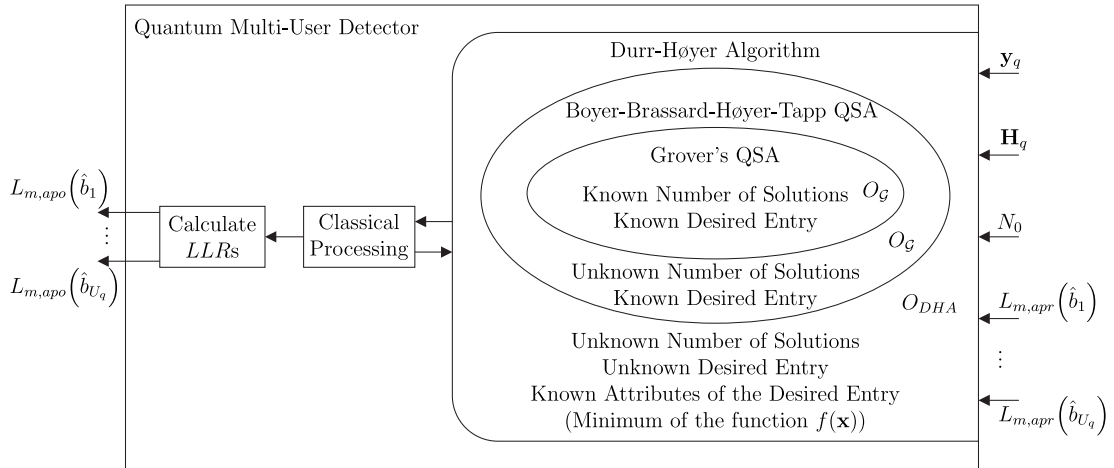 Quantum Multi-User Detector
Durr-Høyer Algorithm
Boyer-Brassard-Høyer-Tapp QSA
Grover's QSA
Known Number of Solutions
Known Desired Entry
O_𝒢
O_𝒢
Unknown Number of Solutions
Known Desired Entry
O_{DHA}
Unknown Number of Solutions
Unknown Desired Entry
Known Attributes of the Desired Entry
(Minimum of the function f(𝐱))
L_{m,apo}(b̂_1)
⋮
L_{m,apo}(b̂_{U_q})
Calculate
LLRs
Classical
Processing
𝐲_q
𝐇_q
N_0
L_{m,apr}(b̂_1)
⋮
L_{m,apr}(b̂_{U_q})